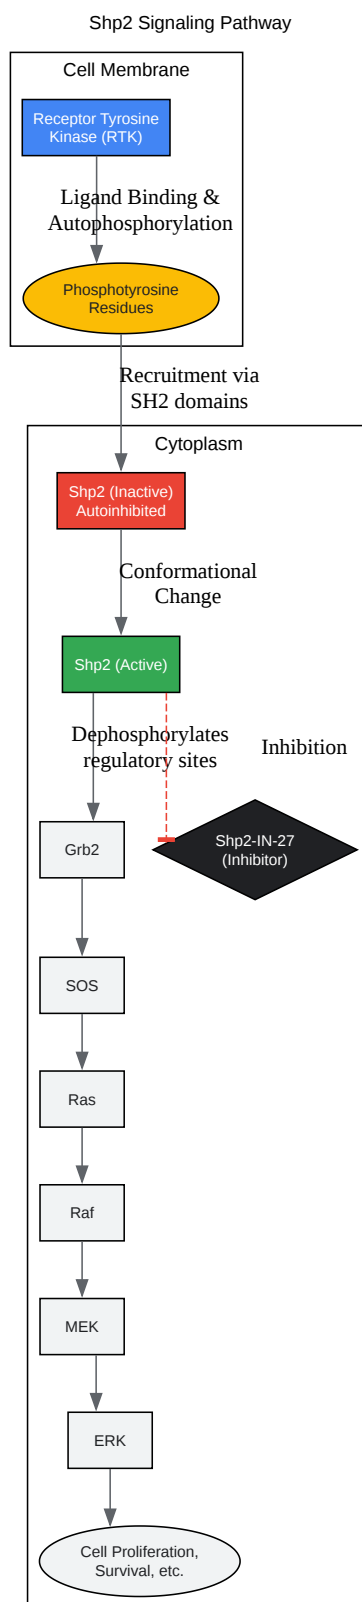 Shp2 Signaling Pathway
Cell Membrane
Receptor Tyrosine
Kinase (RTK)
Ligand Binding &
Autophosphorylation
Phosphotyrosine
Residues
Recruitment via
SH2 domains
Cytoplasm
Shp2 (Inactive)
Autoinhibited
Conformational
Change
Shp2 (Active)
Dephosphorylates
regulatory sites
Inhibition
Grb2
Shp2-IN-27
(Inhibitor)
SOS
Ras
Raf
MEK
ERK
Cell Proliferation,
Survival, etc.